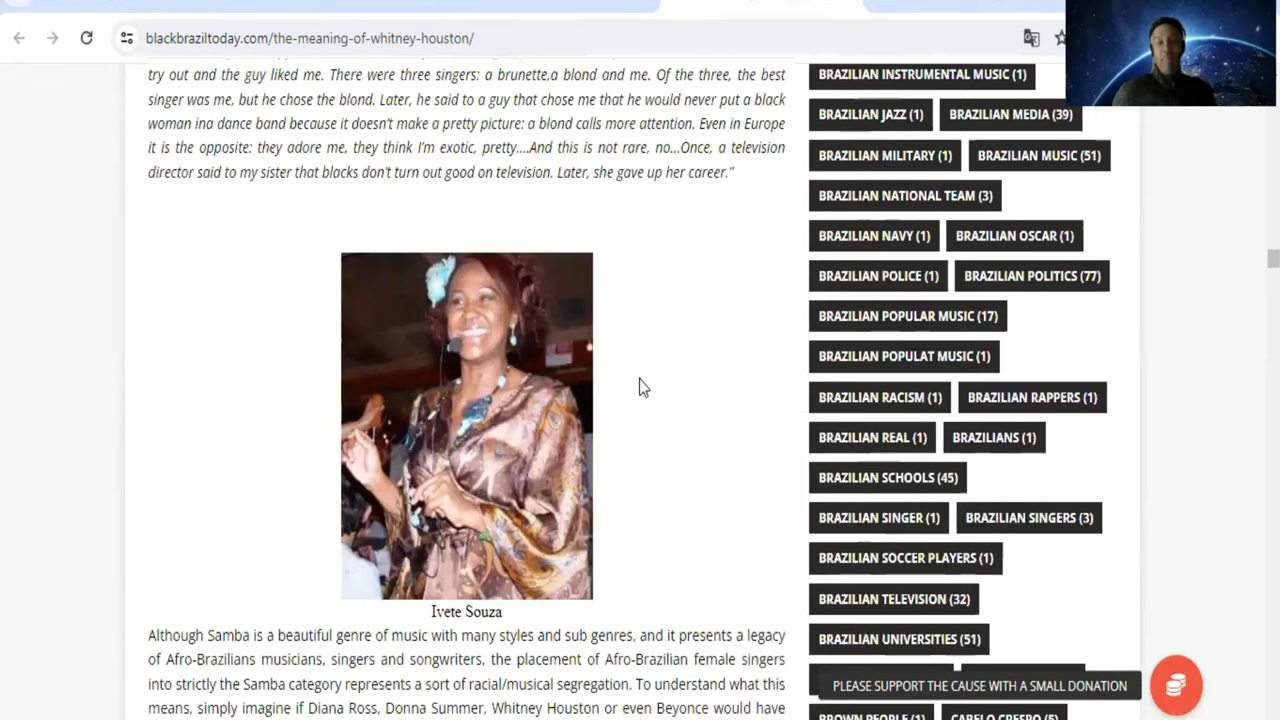 blackbraziltoday.com/the-meaning-of-whitney-houston/
try out and the guy liked me. There were three singers: a brunette,a blond and me. Of the three, the best
singer was me, but he chose the blond. Later, he said to a guy that chose me that he would never put a black
woman ina dance band because it doesn't make a pretty picture: a blond calls more attention. Even in Europe
it is the opposite: they adore me, they think I'm exotic, pretty....And this is not rare, no...Once, a television
director said to my sister that blacks don't turn out good on television. Later, she gave up her career."
Ivete Souza
Although Samba is a beautiful genre of music with many styles and sub genres, and it presents a legacy
of Afro-Brazilians musicians, singers and songwriters, the placement of Afro-Brazilian female singers
into strictly the Samba category represents a sort of racial/musical segregation. To understand what this
means, simply imagine if Diana Ross, Donna Summer, Whitney Houston or even Beyonce would have
BRAZILIAN INSTRUMENTAL MUSIC (1)
BRAZILIAN JAZZ (1) BRAZILIAN MEDIA (39)
BRAZILIAN MILITARY (1) BRAZILIAN MUSIC (51)
BRAZILIAN NATIONAL TEAM (3)
BRAZILIAN NAVY (1) BRAZILIAN OSCAR (1)
BRAZILIAN POLICE (1) BRAZILIAN POLITICS (77)
BRAZILIAN POPULAR MUSIC (17)
BRAZILIAN POPULAT MUSIC (1)
BRAZILIAN RACISM (1) BRAZILIAN RAPPERS (1)
BRAZILIAN REAL (1) BRAZILIANS (1)
BRAZILIAN SCHOOLS (45)
BRAZILIAN SINGER (1) BRAZILIAN SINGERS (3)
BRAZILIAN SOCCER PLAYERS (1)
BRAZILIAN TELEVISION (32)
BRAZILIAN UNIVERSITIES (51)
PLEASE SUPPORT THE CAUSE WITH A SMALL DONATION
BROWN PEOPLE (1) CABELO CRESPO (5)